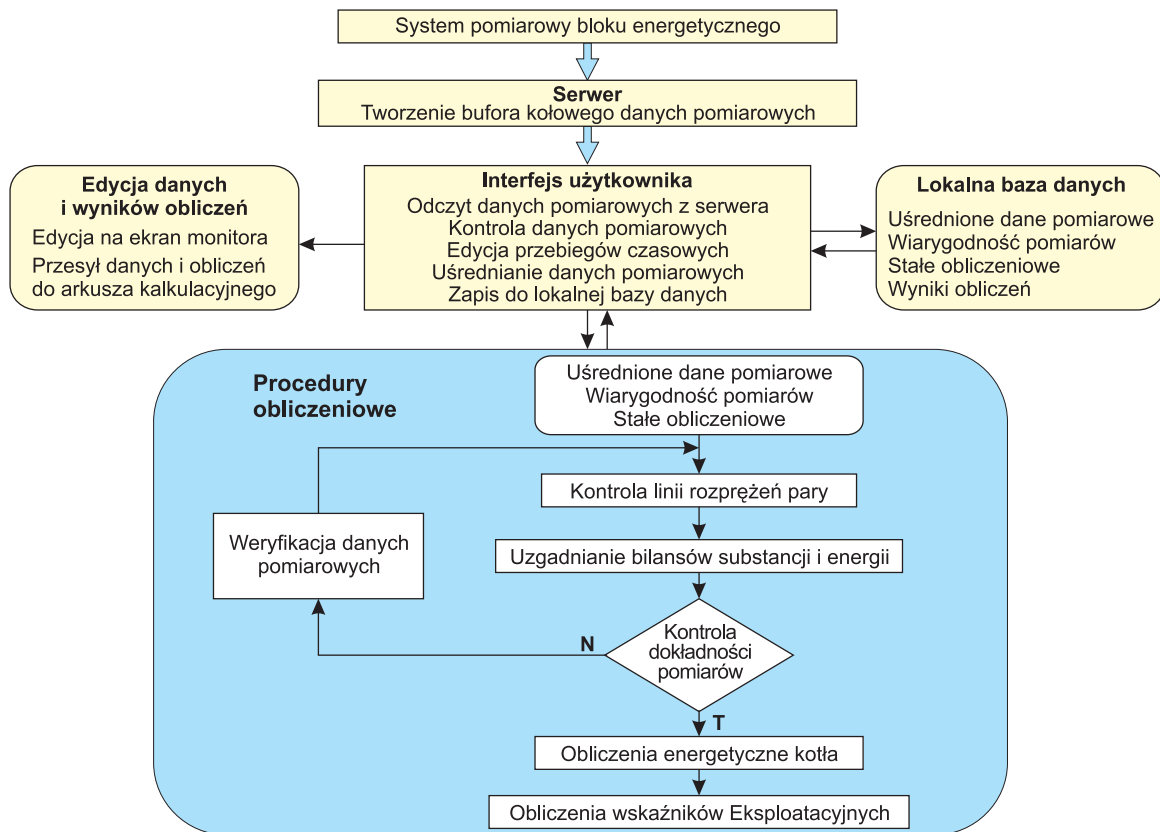 System pomiarowy bloku energetycznego
Serwer
Tworzenie bufora kołowego danych pomiarowych
Edycja danych
i wyników obliczeń
Edycja na ekran monitora
Przesył danych i obliczeń
do arkusza kalkulacyjnego
Interfejs użytkownika
Odczyt danych pomiarowych z serwera
Kontrola danych pomiarowych
Edycja przebiegów czasowych
Uśrednianie danych pomiarowych
Zapis do lokalnej bazy danych
Lokalna baza danych
Uśrednione dane pomiarowe
Wiarygodność pomiarów
Stałe obliczeniowe
Wyniki obliczeń
Procedury
obliczeniowe
Uśrednione dane pomiarowe
Wiarygodność pomiarów
Stałe obliczeniowe
Kontrola linii rozprężeń pary
Weryfikacja danych
pomiarowych
Uzgadnianie bilansów substancji i energii
Kontrola
dokładności
pomiarów
N
T
Obliczenia energetyczne kotła
Obliczenia wskaźników Eksploatacyjnych